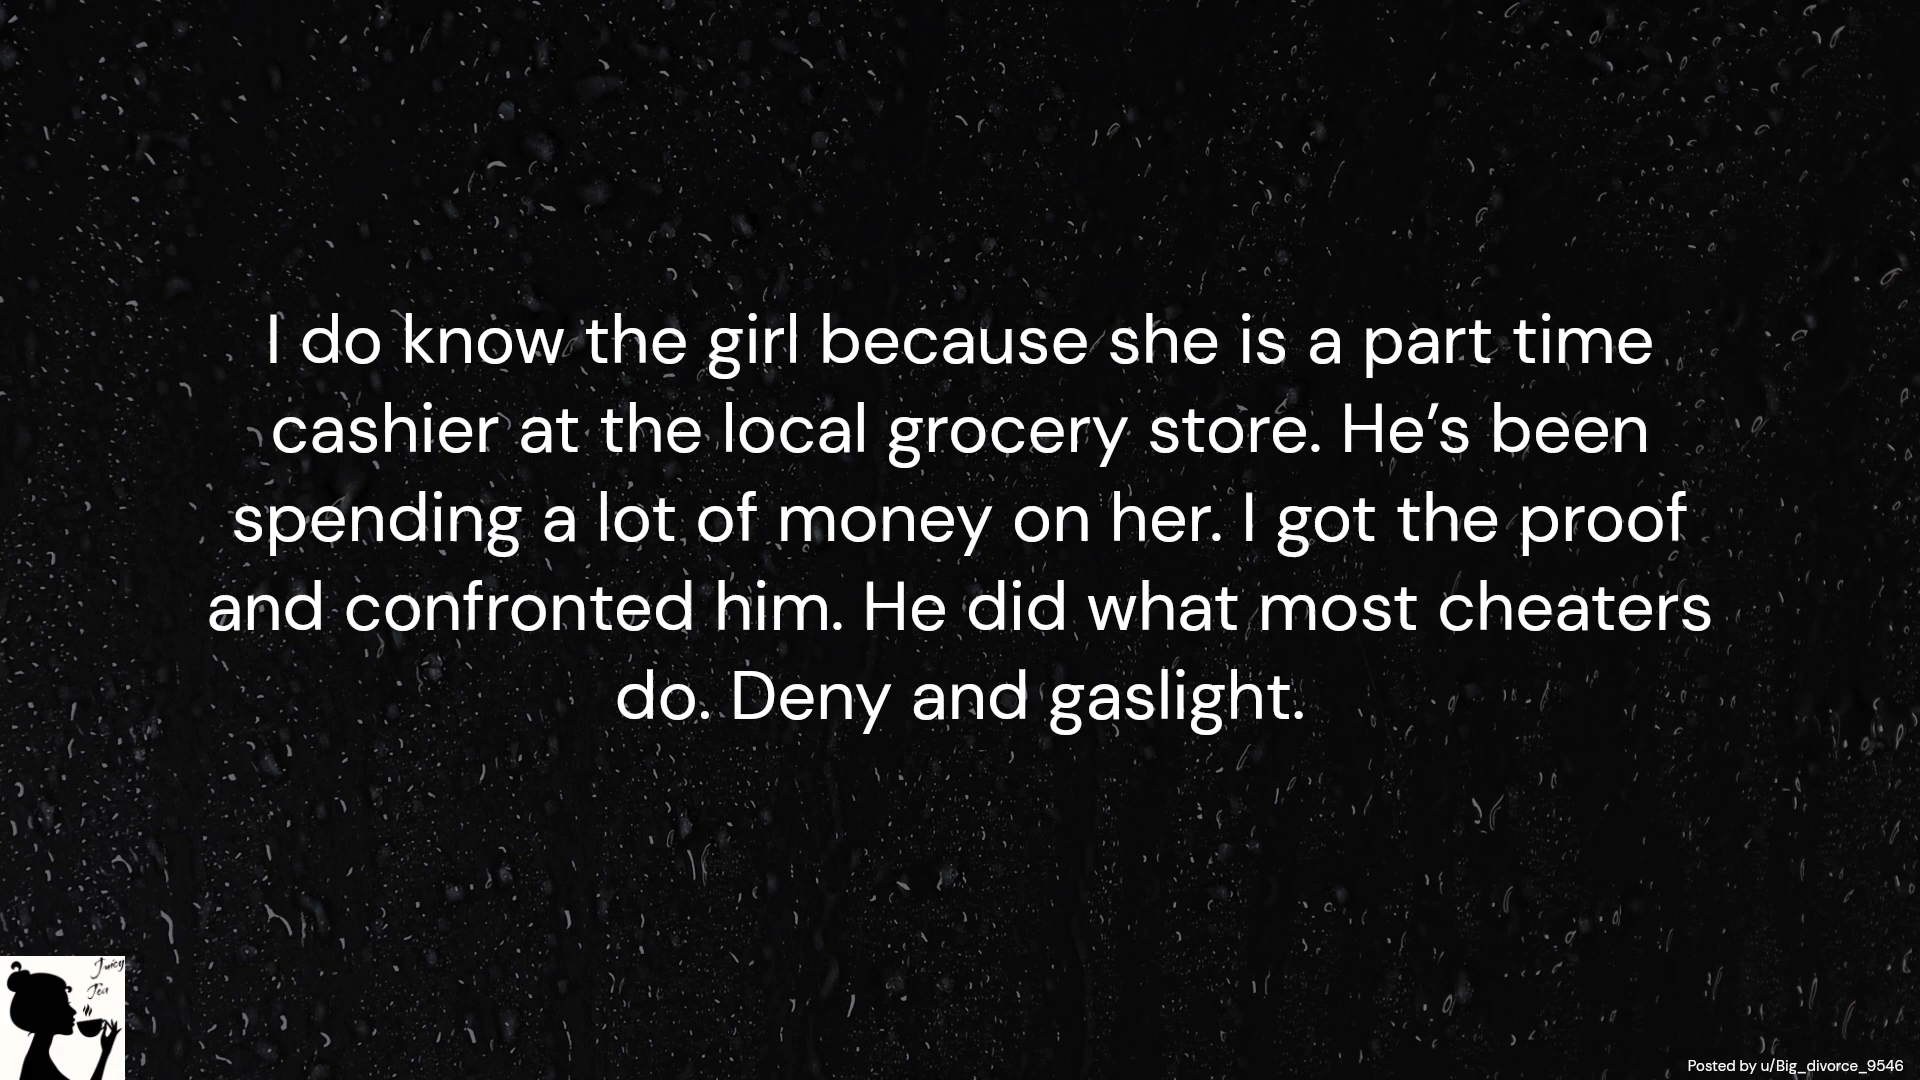 I do know the girl because she is a part time
cashier at the local grocery store. He’s been
spending a lot of money on her. I got the proof
and confronted him. He did what most cheaters
do. Deny and gaslight.
Juicy
Tea
Posted by u/Big_divorce_9546